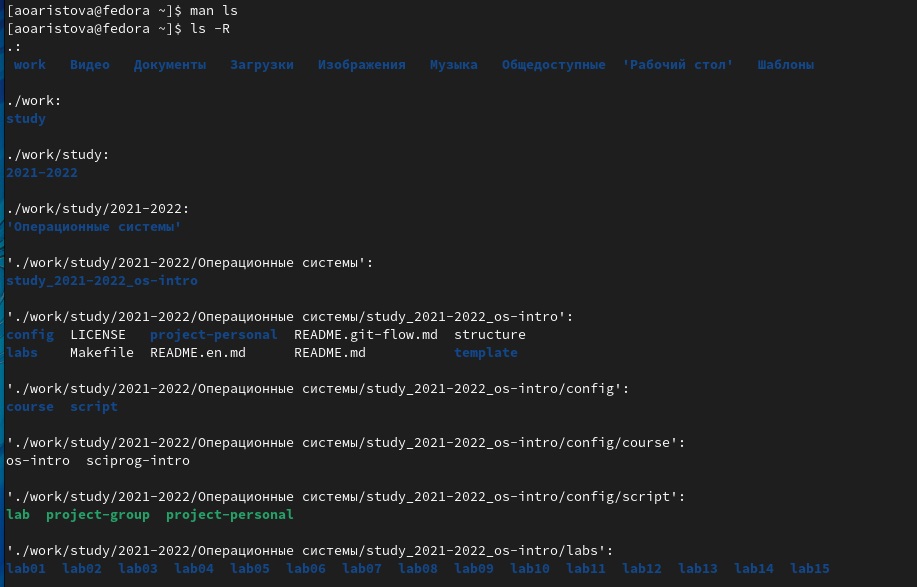 [aoaristova@fedora ~]$ man ls
[aoaristova@fedora ~]$ ls -R
.:
work Видео Документы Загрузки Изображения Музыка Общедоступные 'Рабочий стол' Шаблоны
./work:
study
./work/study:
2021-2022
./work/study/2021-2022:
'Операционные системы'
'./work/study/2021-2022/Операционные системы':
study_2021-2022_os-intro
'./work/study/2021-2022/Операционные системы/study_2021-2022_os-intro':
config LICENSE project-personal README.git-flow.md structure
labs Makefile README.en.md README.md template
'./work/study/2021-2022/Операционные системы/study_2021-2022_os-intro/config':
course script
'./work/study/2021-2022/Операционные системы/study_2021-2022_os-intro/config/course':
os-intro sciprog-intro
'./work/study/2021-2022/Операционные системы/study_2021-2022_os-intro/config/script':
lab project-group project-personal
'./work/study/2021-2022/Операционные системы/study_2021-2022_os-intro/labs':
lab01 lab02 lab03 lab04 lab05 lab06 lab07 lab08 lab09 lab10 lab11 lab12 lab13 lab14 lab15